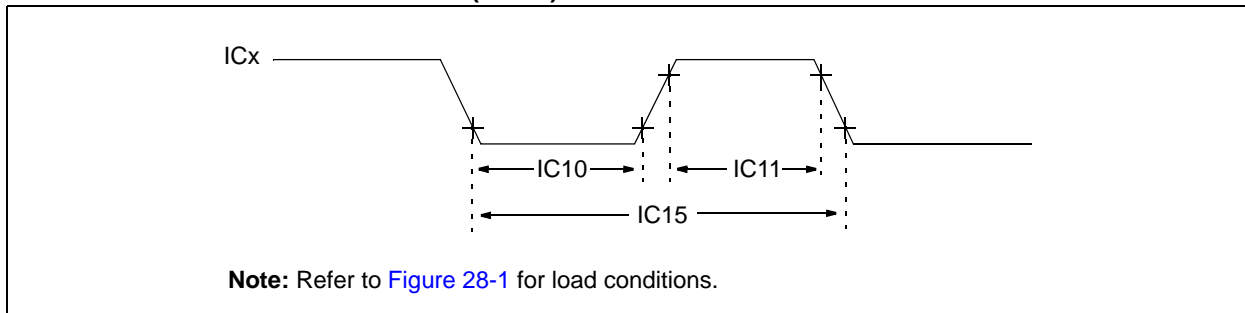 ICx
IC10
IC11
IC15
Note: Refer to Figure 28-1 for load conditions.